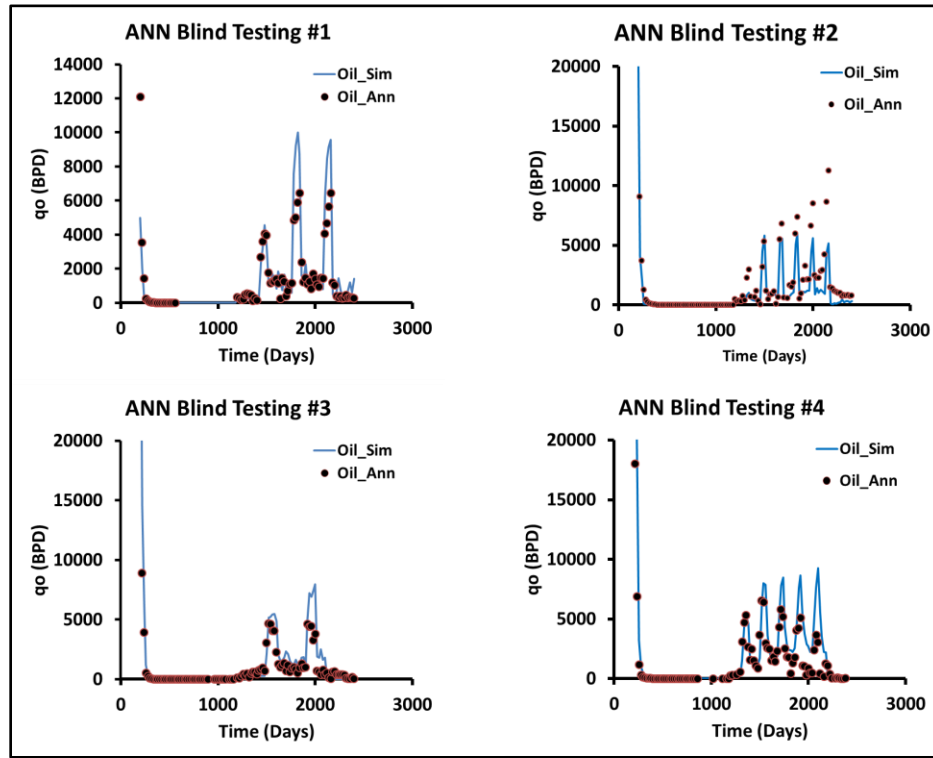 ANN Blind Testing #1
14000
12000
10000
8000
6000
4000
2000
0
qo (BPD)
Oil_Sim
Oil_Ann
0
1000
2000
3000
Time (Days)
ANN Blind Testing #2
20000
15000
10000
5000
0
qo (BPD)
Oil_Sim
Oil_Ann
0
1000
2000
3000
Time (Days)
ANN Blind Testing #3
20000
15000
10000
5000
0
qo (BPD)
Oil_Sim
Oil_Ann
0
1000
2000
3000
Time (Days)
ANN Blind Testing #4
20000
15000
10000
5000
0
qo (BPD)
Oil_Sim
Oil_Ann
0
1000
2000
3000
Time (Days)